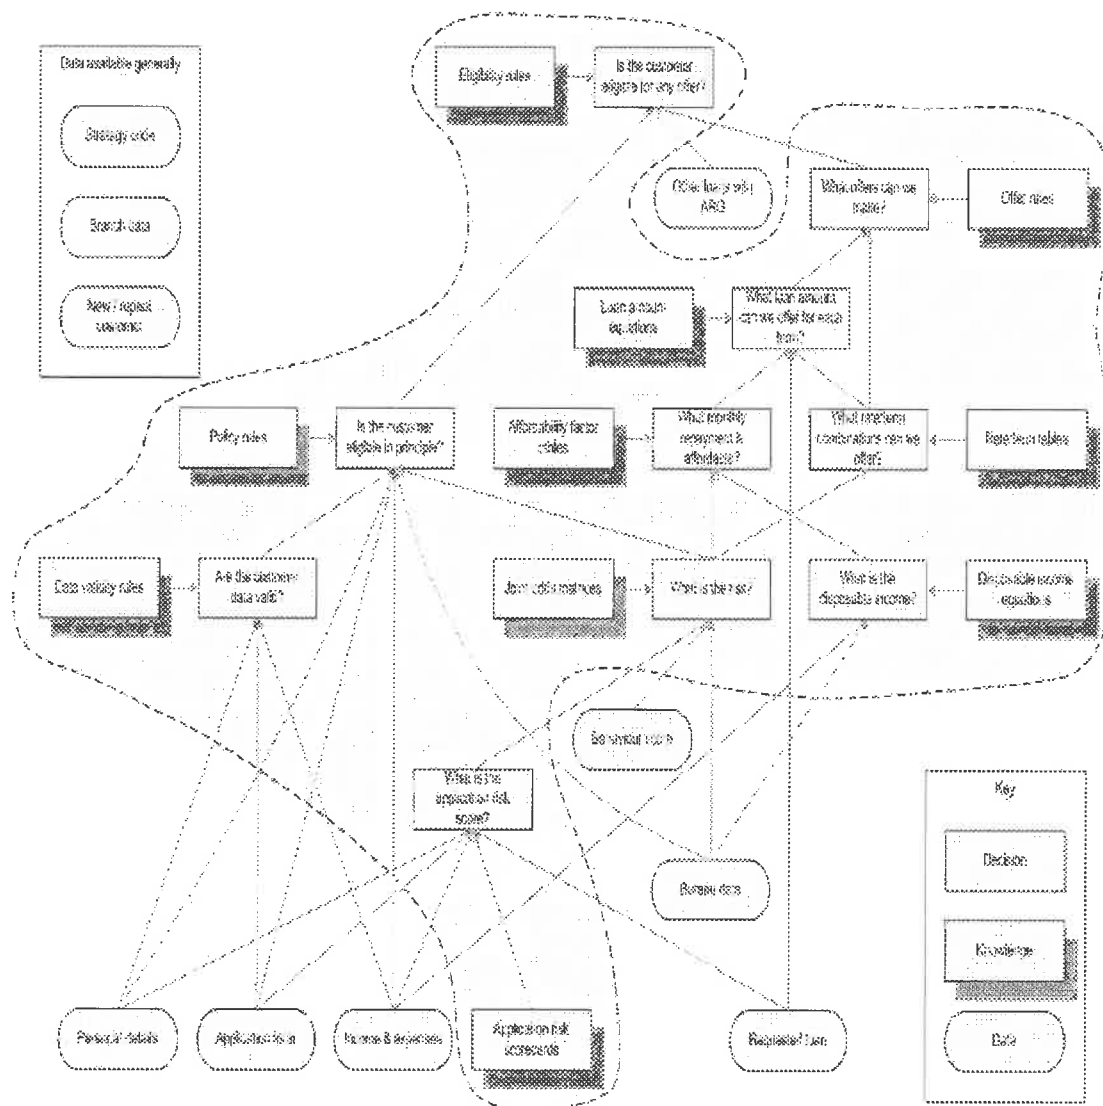 Data available generally
Strategy code
Branch data
New / repeat
customer
Eligibility rules
Is the customer
eligible for any offer?
Other loans with
ARG
What offers can we
make?
Offer rules
Loan amount
equations
What loan amount
can we offer for each
term?
Policy rules
Is the customer
eligible in principle?
Affordability factor
tables
What monthly
repayment is
affordable?
What rate/term
combinations can we
offer?
Rate/term tables
Data validity rules
Are the customer
data valid?
Joint odds matrices
What is the risk?
What is the
disposable income?
Disposable income
equations
Behaviour score
What is the
application risk
score?
Bureau data
Personal details
Application form
Income & expenses
Application risk
scorecards
Requested loan
Key
Decision
Knowledge
Data